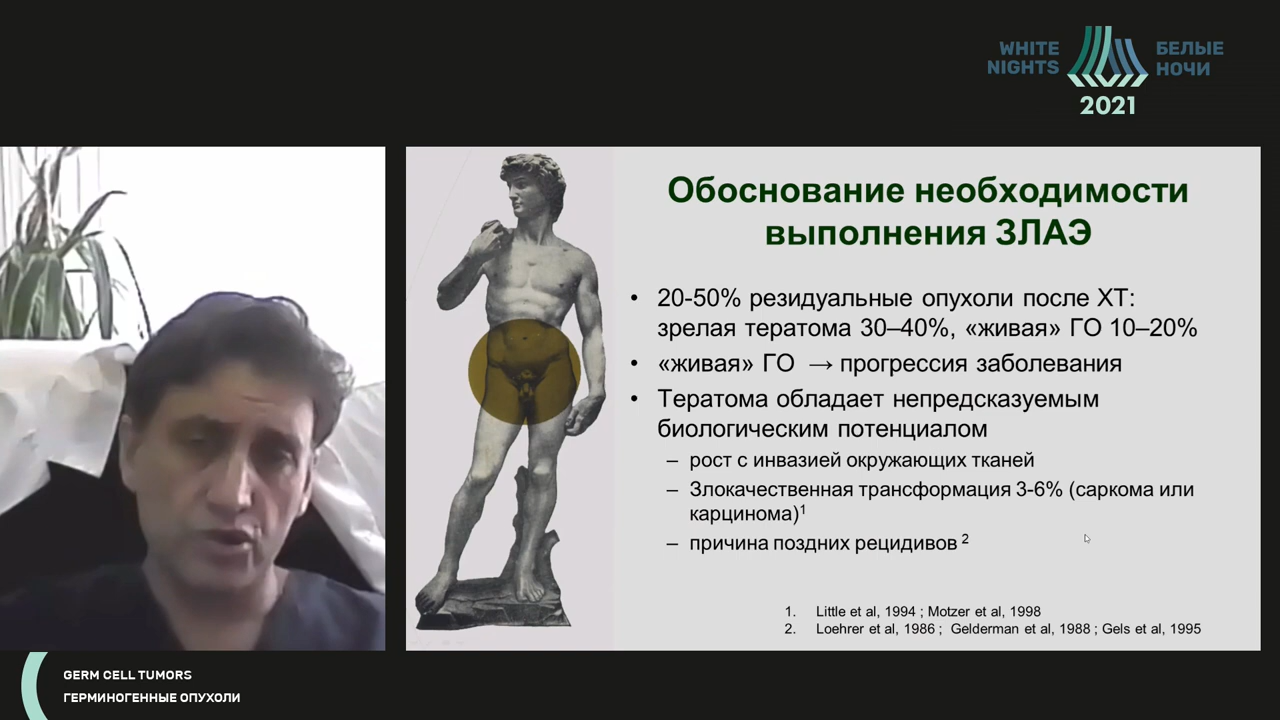 WHITE
NIGHTS
БЕЛЫЕ
НОЧИ
2021
Обоснование необходимости
выполнения ЗЛАЭ
• 20-50% резидуальные опухоли после ХТ:
зрелая тератома 30–40%, «живая» ГО 10–20%
• «живая» ГО → прогрессия заболевания
• Тератома обладает непредсказуемым
биологическим потенциалом
– рост с инвазией окружающих тканей
– Злокачественная трансформация 3-6% (саркома или
карцинома)1
– причина поздних рецидивов 2
1. Little et al, 1994 ; Motzer et al, 1998
2. Loehrer et al, 1986 ; Gelderman et al, 1988 ; Gels et al, 1995
GERM CELL TUMORS
ГЕРМИНОГЕННЫЕ ОПУХОЛИ